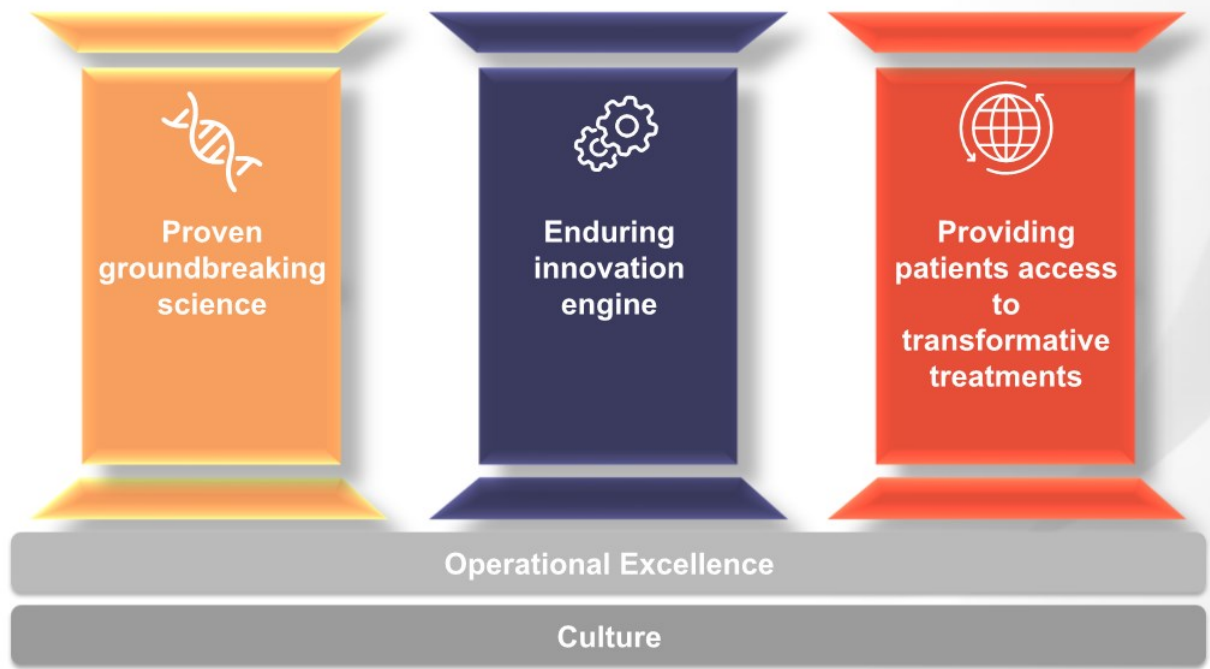 Proven
groundbreaking
science
Enduring
innovation
engine
Providing
patients access
to
transformative
treatments
Operational Excellence
Culture